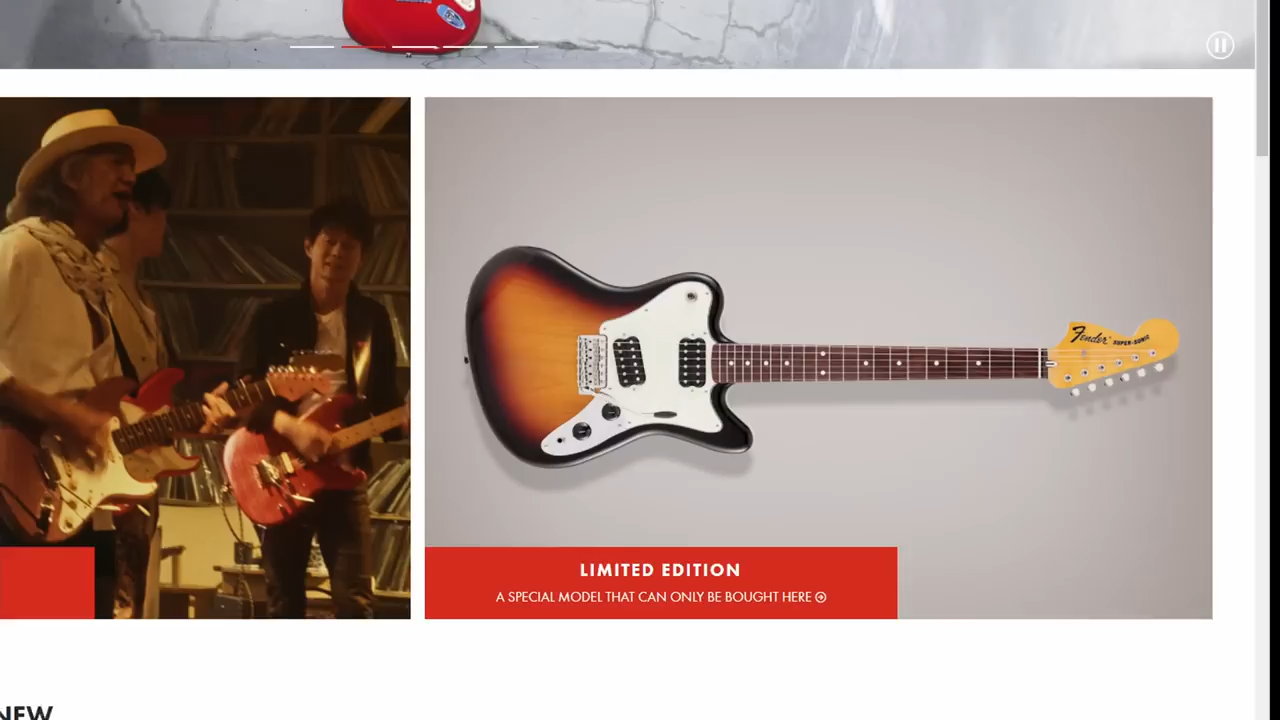 Fender SUPER-SONIC
LIMITED EDITION
A SPECIAL MODEL THAT CAN ONLY BE BOUGHT HERE
NEW